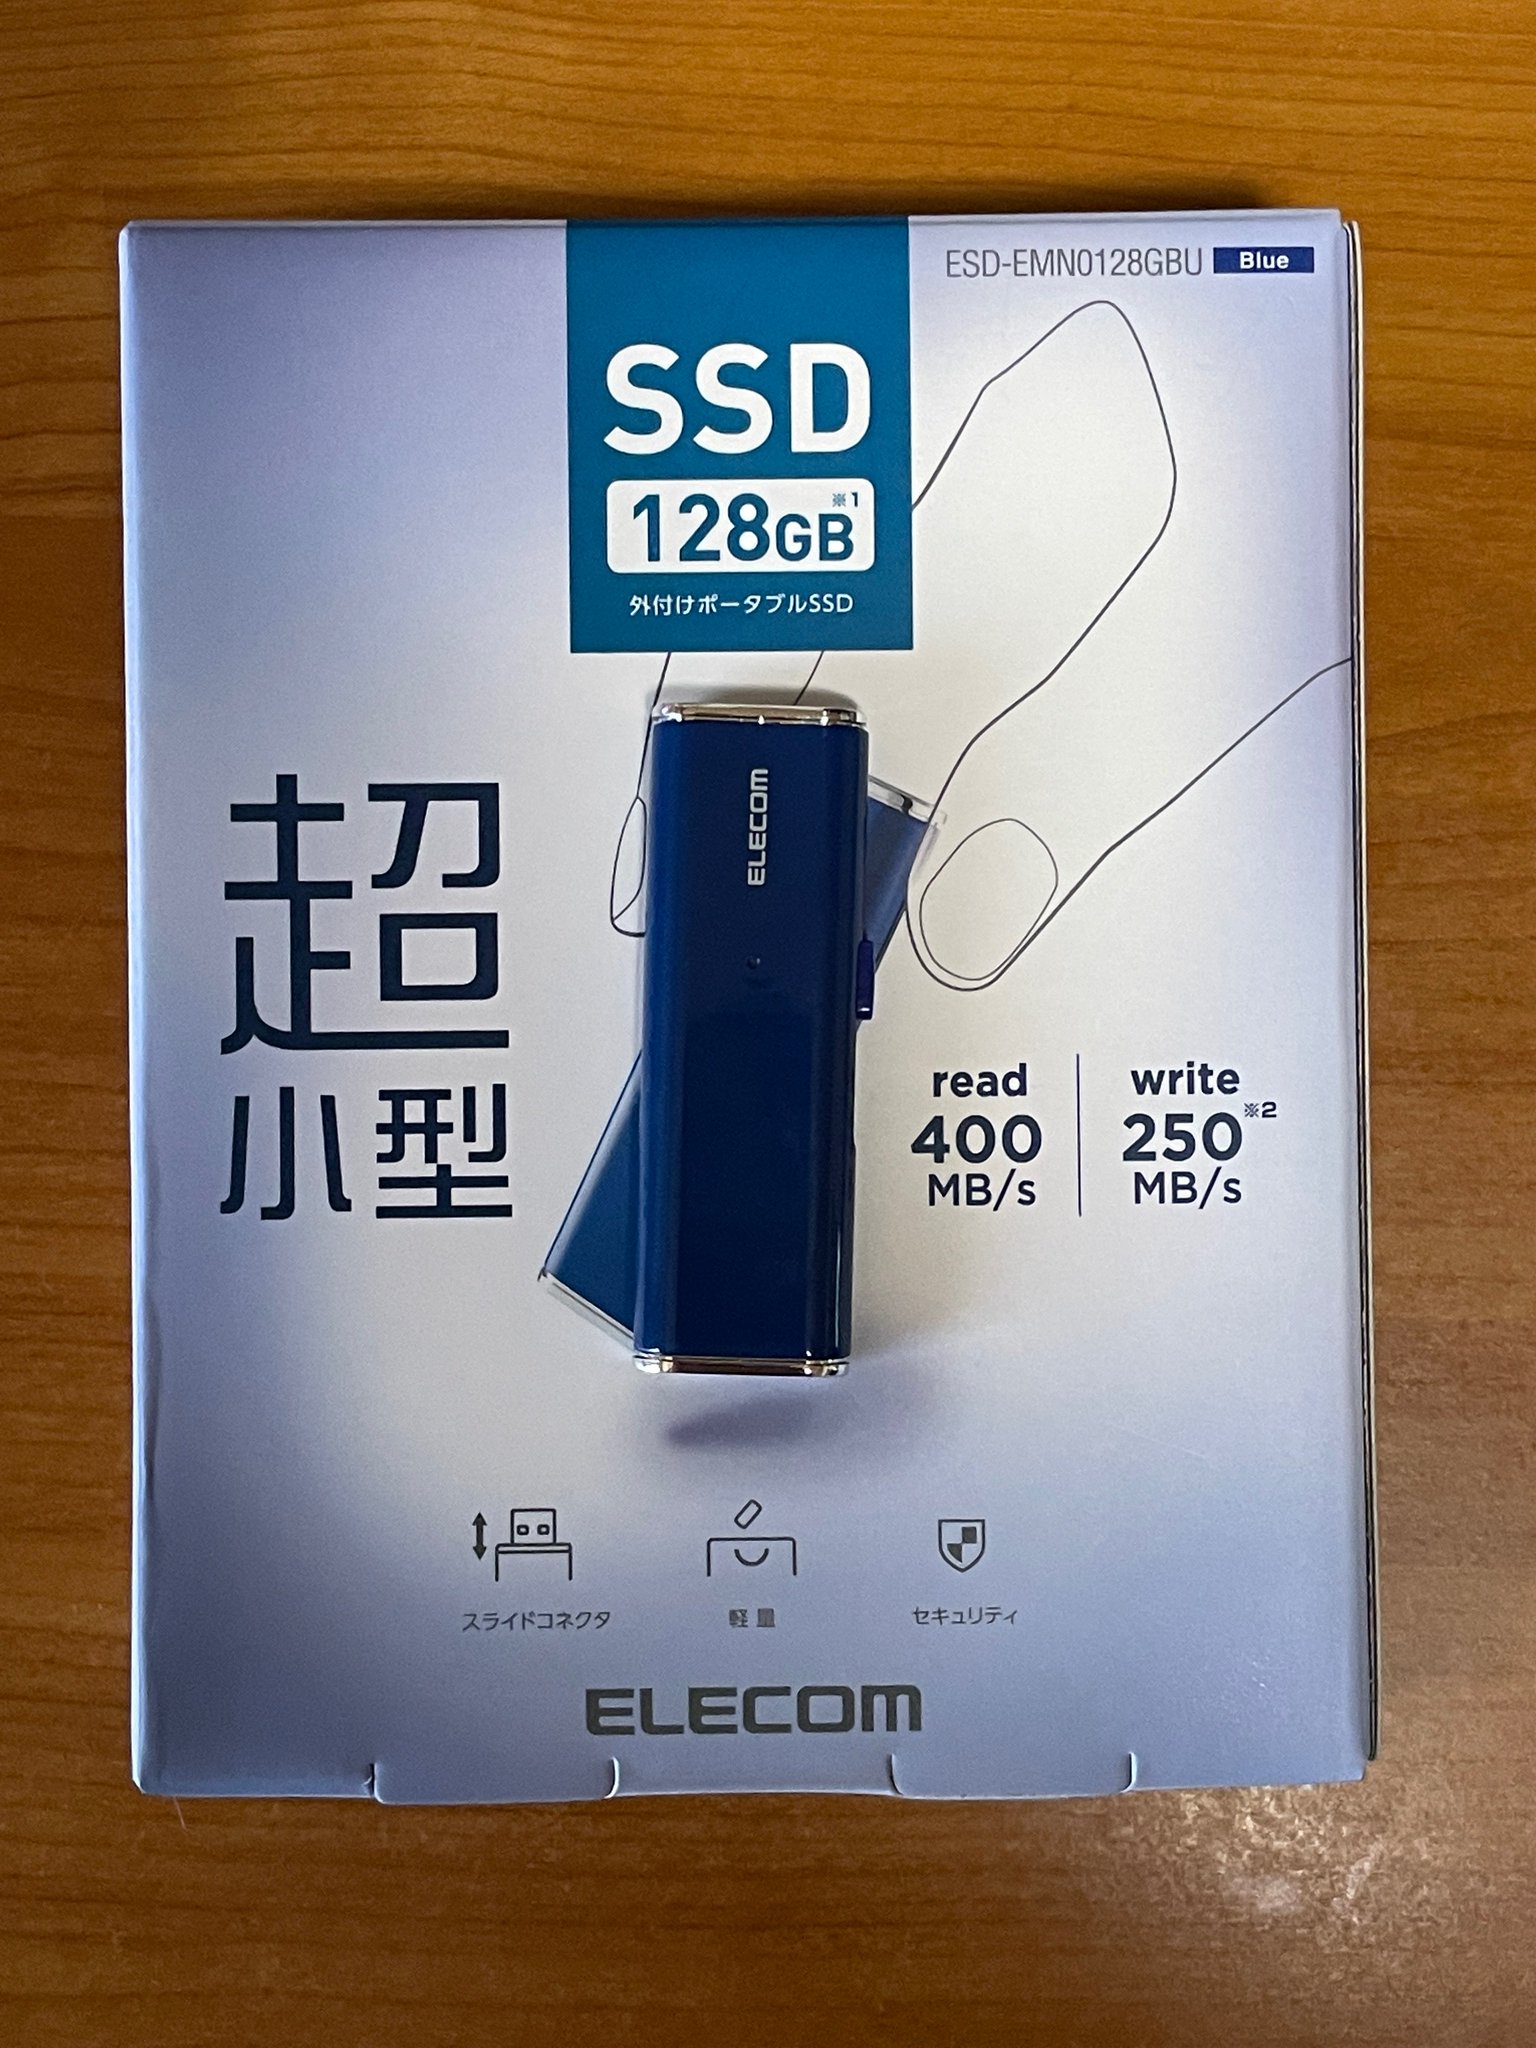 ESD-EMN0128GBU Blue
SSD
128GB※1
外付けポータブルSSD
ELECOM
超
小型
read
400
MB/s
write
250※2
MB/s
スライドコネクタ
軽量
セキュリティ
ELECOM